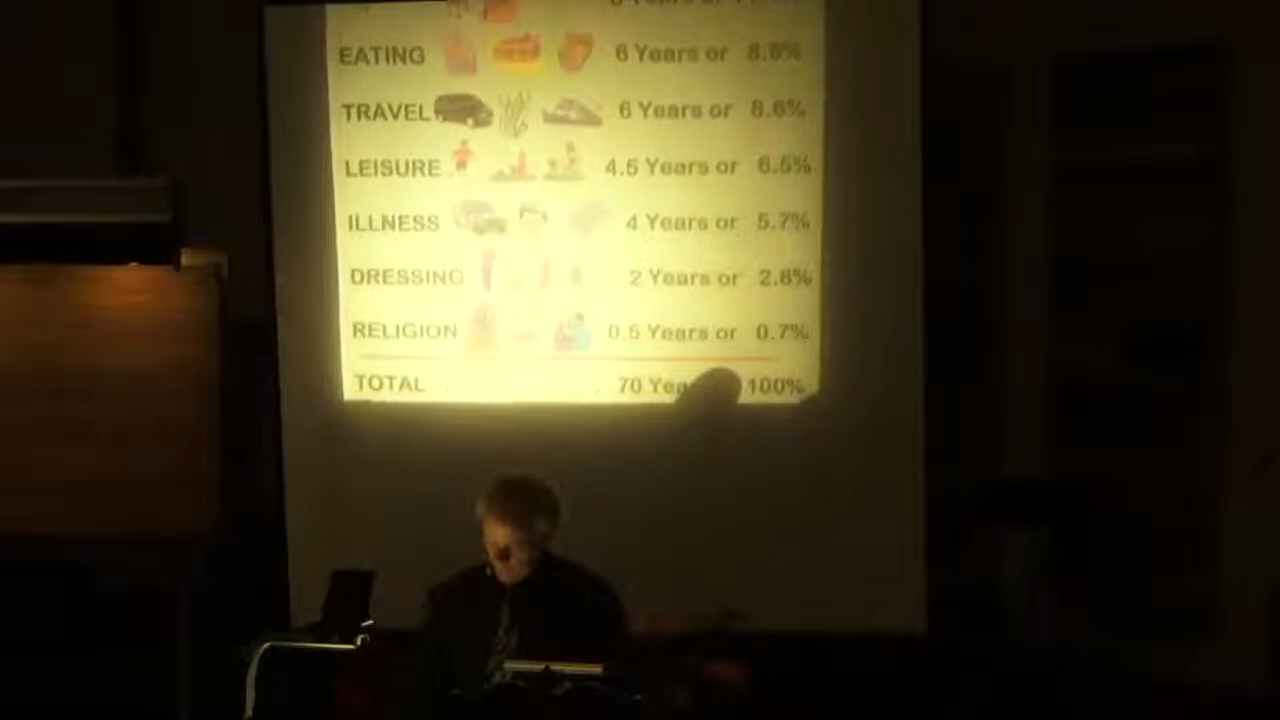 EATING 6 Years or 8.6%
TRAVEL 6 Years or 8.6%
LEISURE 4.5 Years or 6.5%
ILLNESS 4 Years or 5.7%
DRESSING 2 Years or 2.8%
RELIGION 0.5 Years or 0.7%
TOTAL 70 100%